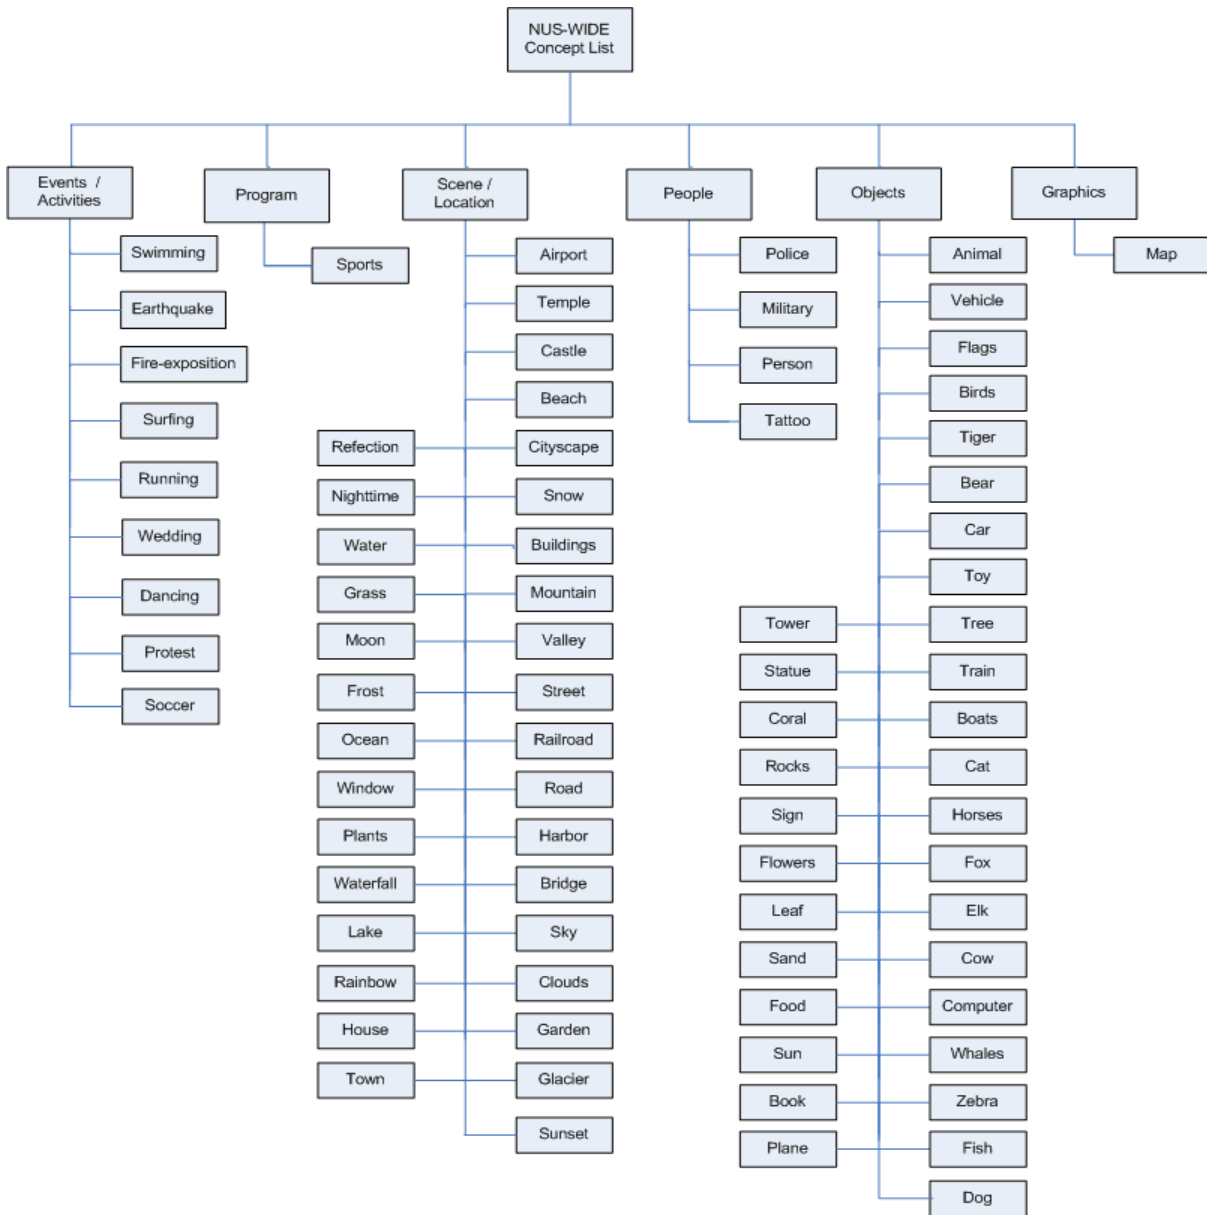 NUS-WIDE
Concept List
Events /
Activities
Program
Scene /
Location
People
Objects
Graphics
Swimming
Earthquake
Fire-exposition
Surfing
Running
Wedding
Dancing
Protest
Soccer
Sports
Airport
Temple
Castle
Beach
Refection
Cityscape
Nighttime
Snow
Water
Buildings
Grass
Mountain
Moon
Valley
Frost
Street
Ocean
Railroad
Window
Road
Plants
Harbor
Waterfall
Bridge
Lake
Sky
Rainbow
Clouds
House
Garden
Town
Glacier
Sunset
Police
Military
Person
Tattoo
Animal
Vehicle
Flags
Birds
Tiger
Bear
Car
Toy
Tower
Tree
Statue
Train
Coral
Boats
Rocks
Cat
Sign
Horses
Flowers
Fox
Leaf
Elk
Sand
Cow
Food
Computer
Sun
Whales
Book
Zebra
Plane
Fish
Dog
Map